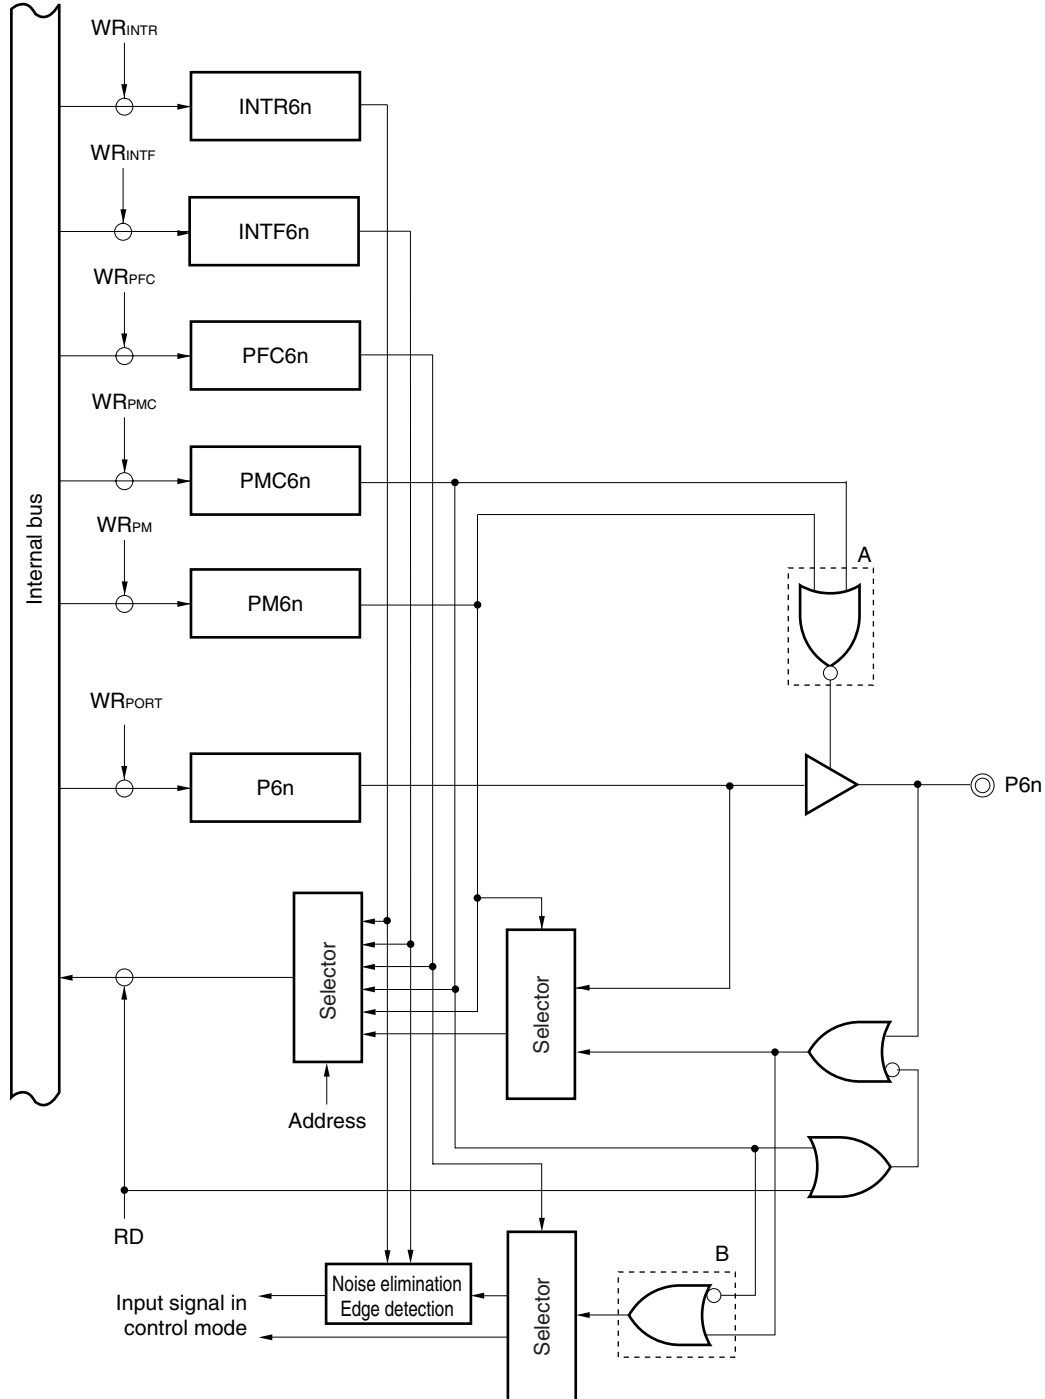 WRINTR
INTR6n
WRINTF
INTF6n
WRPFC
PFC6n
WRPMC
PMC6n
Internal bus
WRPM
PM6n
A
WRPORT
P6n
P6n
Selector
Selector
Address
RD
B
Noise elimination
Edge detection
Selector
Input signal in
control mode